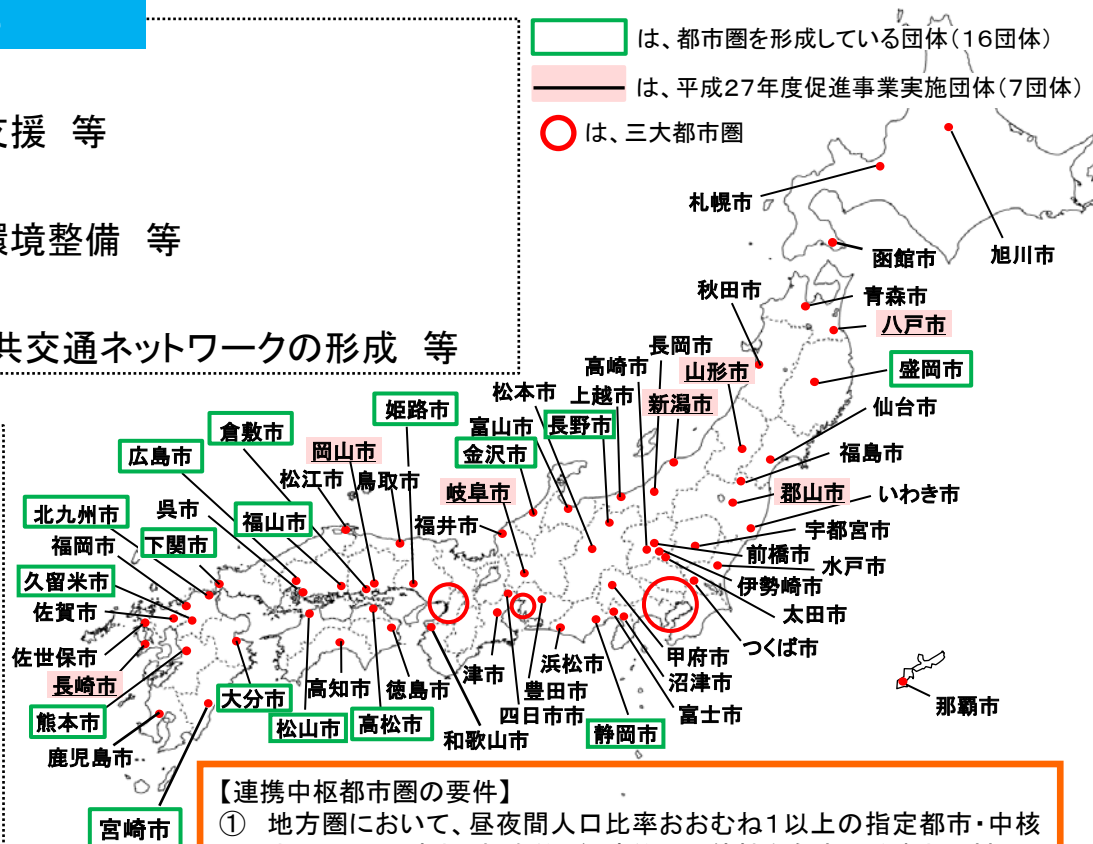 支援 等
環境整備 等
共交通ネットワークの形成 等
は、都市圏を形成している団体(16団体)
は、平成27年度促進事業実施団体(7団体)
は、三大都市圏
札幌市
函館市
旭川市
秋田市
青森市
八戸市
盛岡市
仙台市
福島市
郡山市
いわき市
宇都宮市
前橋市
水戸市
伊勢崎市
太田市
つくば市
長岡市
高崎市
山形市
上越市
新潟市
松本市
富山市
長野市
金沢市
岐阜市
福井市
姫路市
倉敷市
岡山市
広島市
松江市
鳥取市
呉市
福山市
北九州市
福岡市
下関市
久留米市
佐賀市
佐世保市
長崎市
熊本市
鹿児島市
宮崎市
大分市
松山市
高知市
高松市
徳島市
和歌山市
津市
四日市市
豊田市
浜松市
静岡市
甲府市
沼津市
富士市
那覇市
【連携中枢都市圏の要件】
① 地方圏において、昼夜間人口比率おおむね1以上の指定都市・中核